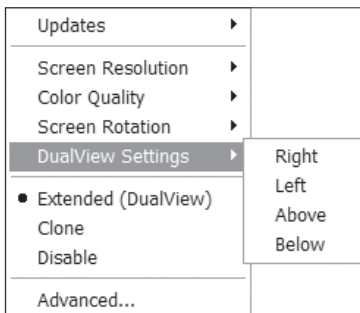 Updates
Screen Resolution
Color Quality
Screen Rotation
DualView Settings
Right
Left
Above
Below
Extended (DualView)
Clone
Disable
Advanced...